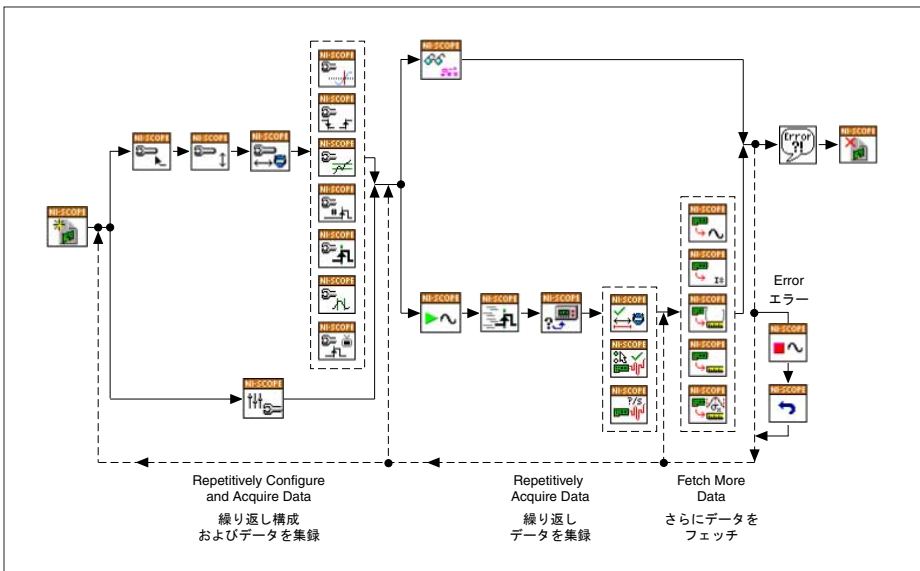 NI-SCOPE
NI-SCOPE
NI-SCOPE
NI-SCOPE
NI-SCOPE
NI-SCOPE
NI-SCOPE
NI-SCOPE
NI-SCOPE
NI-SCOPE
NI-SCOPE
NI-SCOPE
NI-SCOPE
Error
?!
NI-SCOPE
NI-SCOPE
NI-SCOPE
NI-SCOPE
?
NI-SCOPE
NI-SCOPE
NI-SCOPE
?/S
NI-SCOPE
NI-SCOPE
NI-SCOPE
NI-SCOPE
NI-SCOPE
Error
エラー
NI-SCOPE
NI-SCOPE
Repetitively Configure
and Acquire Data
繰り返し構成
およびデータを集録
Repetitively
Acquire Data
繰り返し
データを集録
Fetch More
Data
さらにデータを
フェッチ